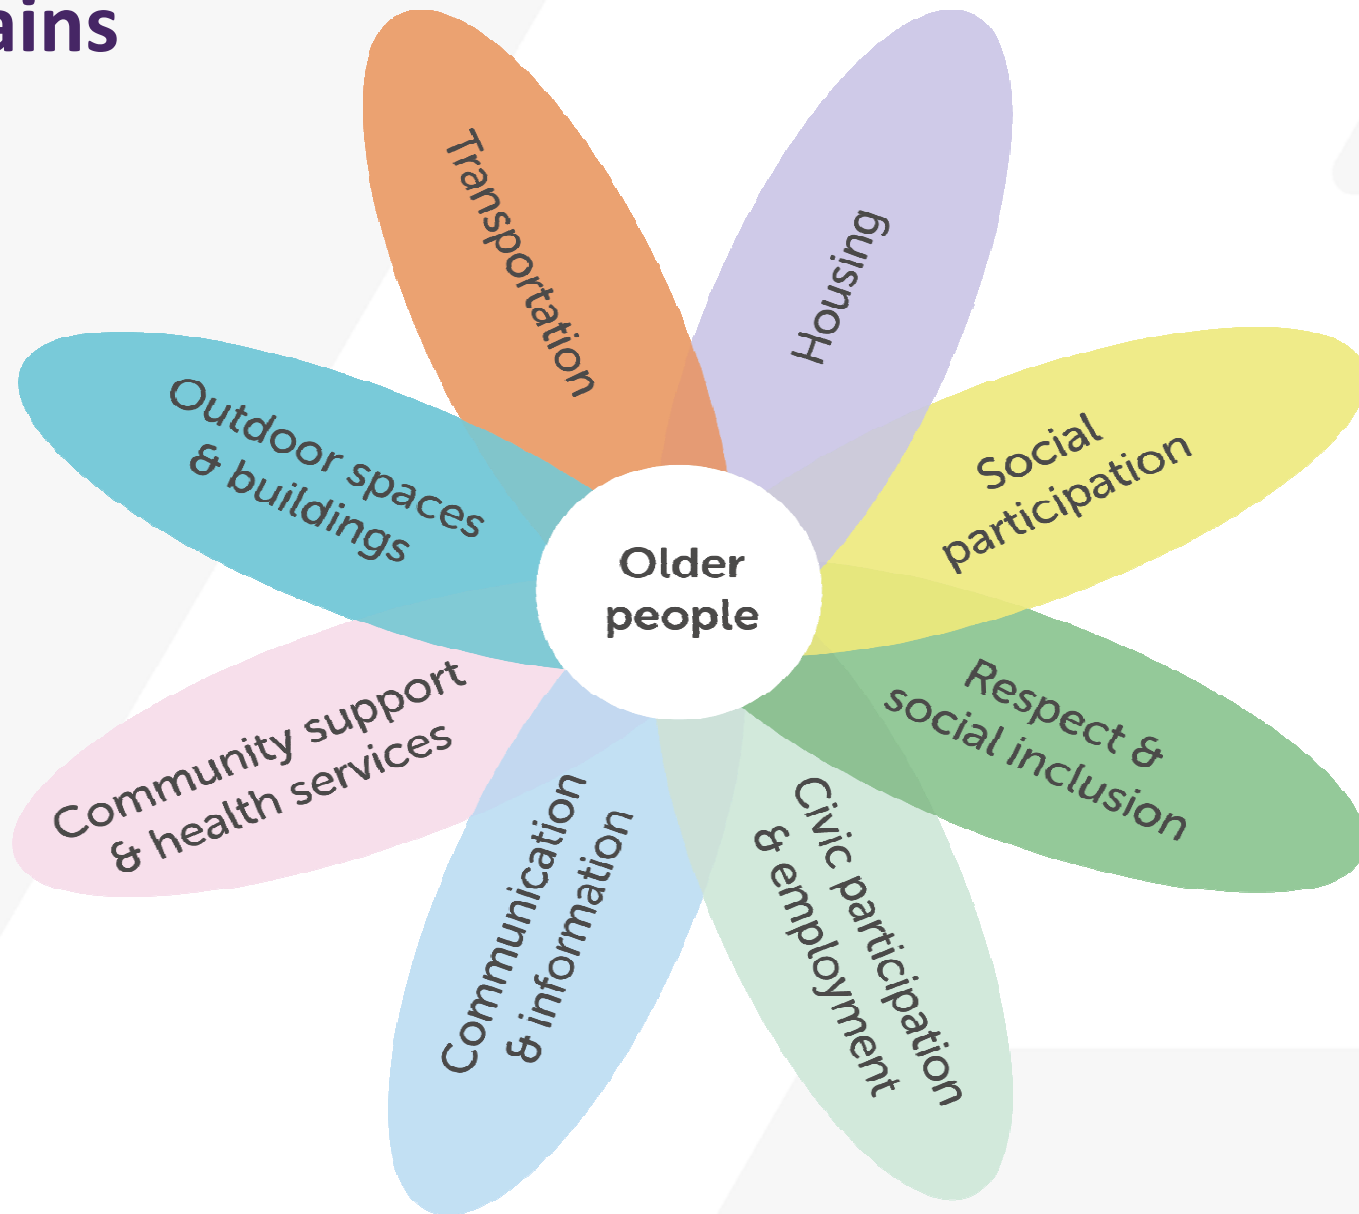 ains
Transportation
Housing
Social
participation
Respect &
social inclusion
Civic participation
& employment
Communication
& information
Community support
& health services
Outdoor spaces
& buildings
Older
people